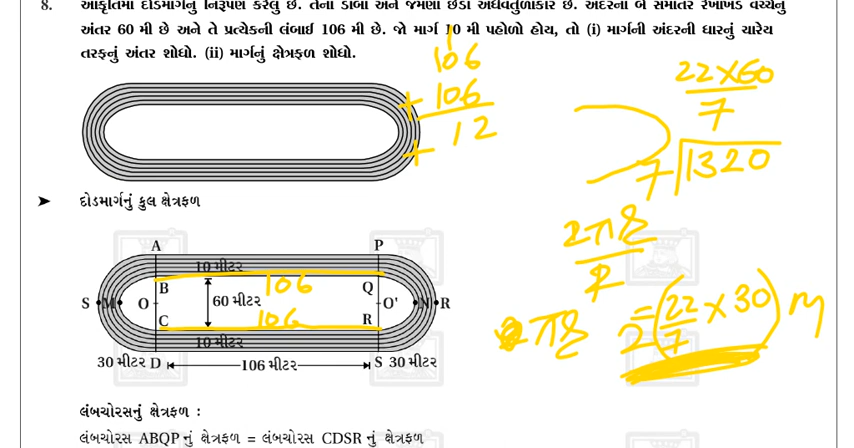 8. આકૃતિમાં દોડમાર્ગનું નિરૂપણ કરેલું છે. તેના ડાબા અને જમણા છેડા અર્ધવર્તુળાકાર છે. અંદરના બે સમાંતર રેખાખંડ વચ્ચેનું
અંતર 60 મી છે અને તે પ્રત્યેકની લંબાઈ 106 મી છે. જો માર્ગ 10 મી પહોળો હોય, તો (i) માર્ગની અંદરની ધારનું ચારેય
તરફનું અંતર શોધો. (ii) માર્ગનું ક્ષેત્રફળ શોધો.
106
+ 106
12
+
22 × 60
7
7 1320
➤ દોડમાર્ગનું કુલ ક્ષેત્રફળ
2πr
2
πr
2 = (22/7 × 30) m
A P
10 મીટર
B 106 Q
S M O 60 મીટર O' N R
C 106 R
10 મીટર
30 મીટર D 106 મીટર S 30 મીટર
લંબચોરસનું ક્ષેત્રફળ :
લંબચોરસ ABQP નું ક્ષેત્રફળ = લંબચોરસ CDSR નું ક્ષેત્રફળ